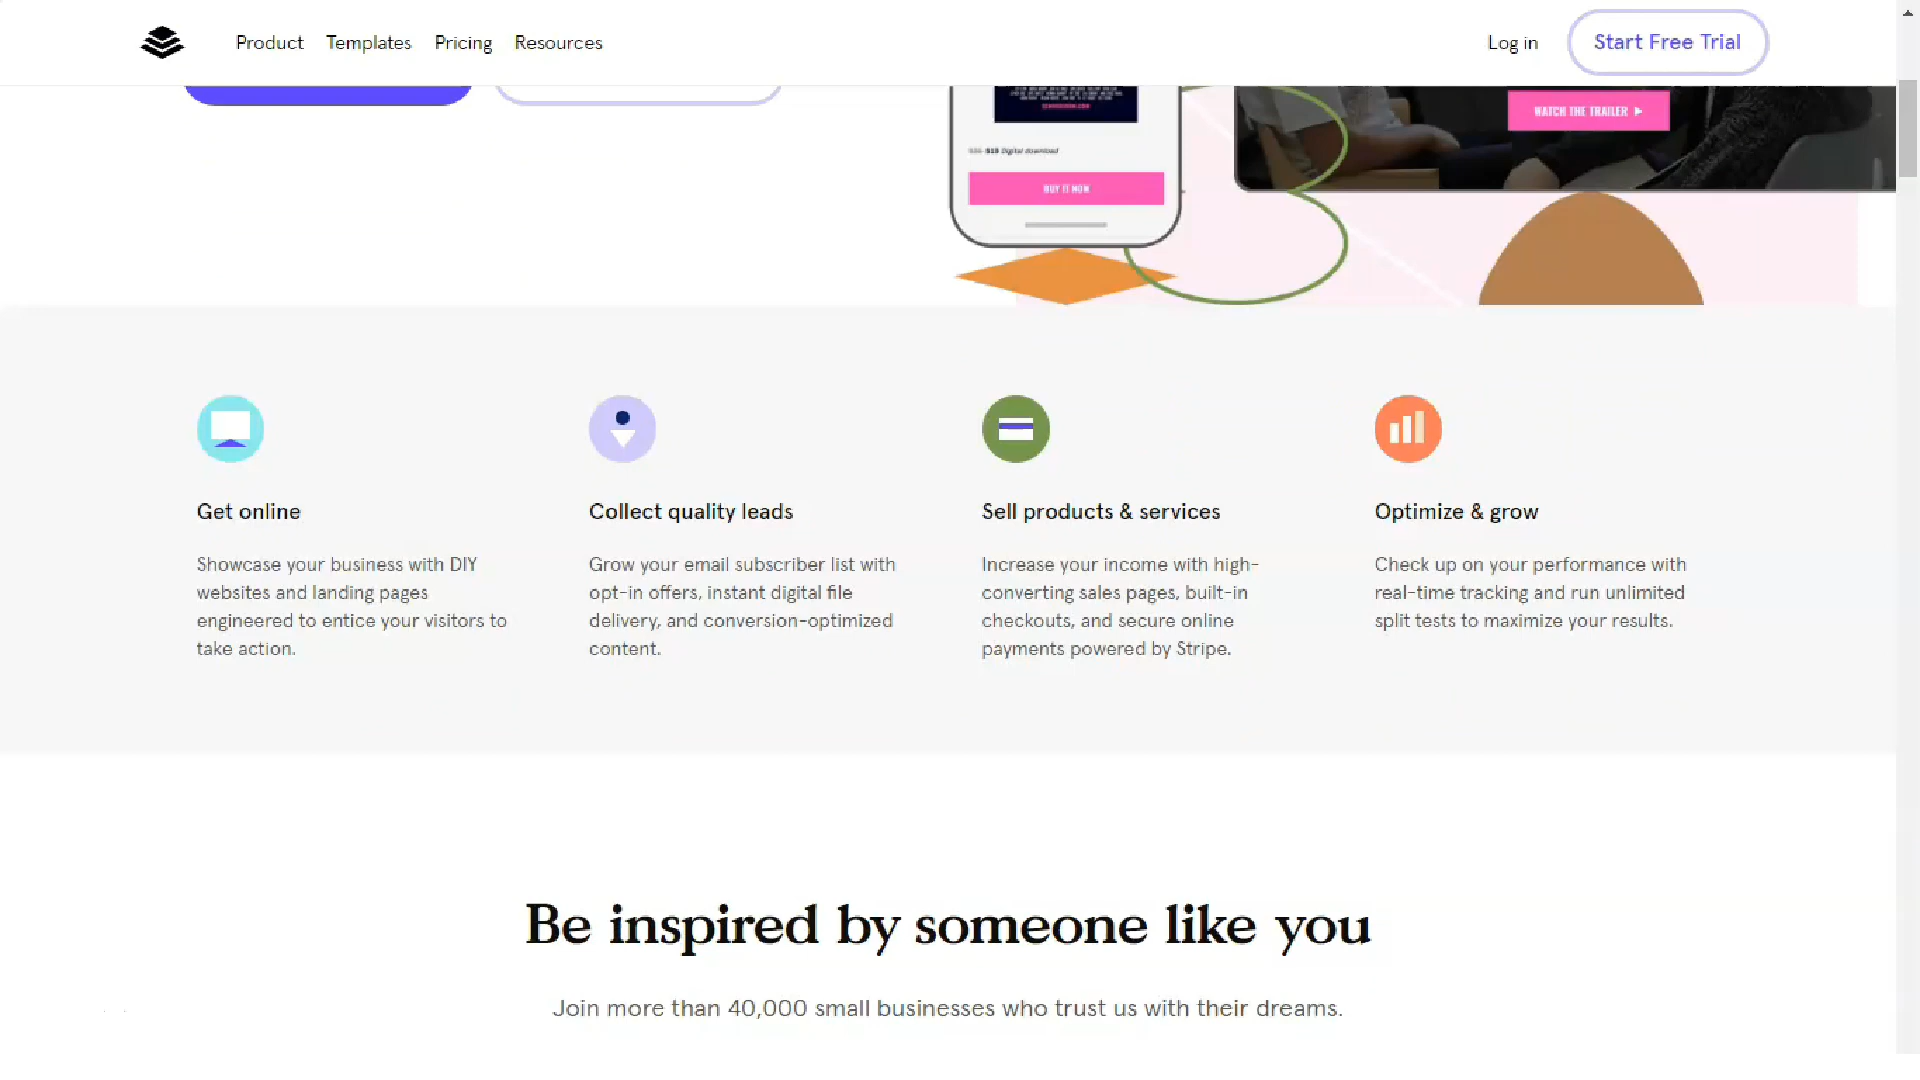 Product Templates Pricing Resources Log in Start Free Trial
WATCH THE TRAILER
$19 Digital download
BUY IT NOW
Get online
Showcase your business with DIY
websites and landing pages
engineered to entice your visitors to
take action.
Collect quality leads
Grow your email subscriber list with
opt-in offers, instant digital file
delivery, and conversion-optimized
content.
Sell products & services
Increase your income with high-
converting sales pages, built-in
checkouts, and secure online
payments powered by Stripe.
Optimize & grow
Check up on your performance with
real-time tracking and run unlimited
split tests to maximize your results.
Be inspired by someone like you
Join more than 40,000 small businesses who trust us with their dreams.